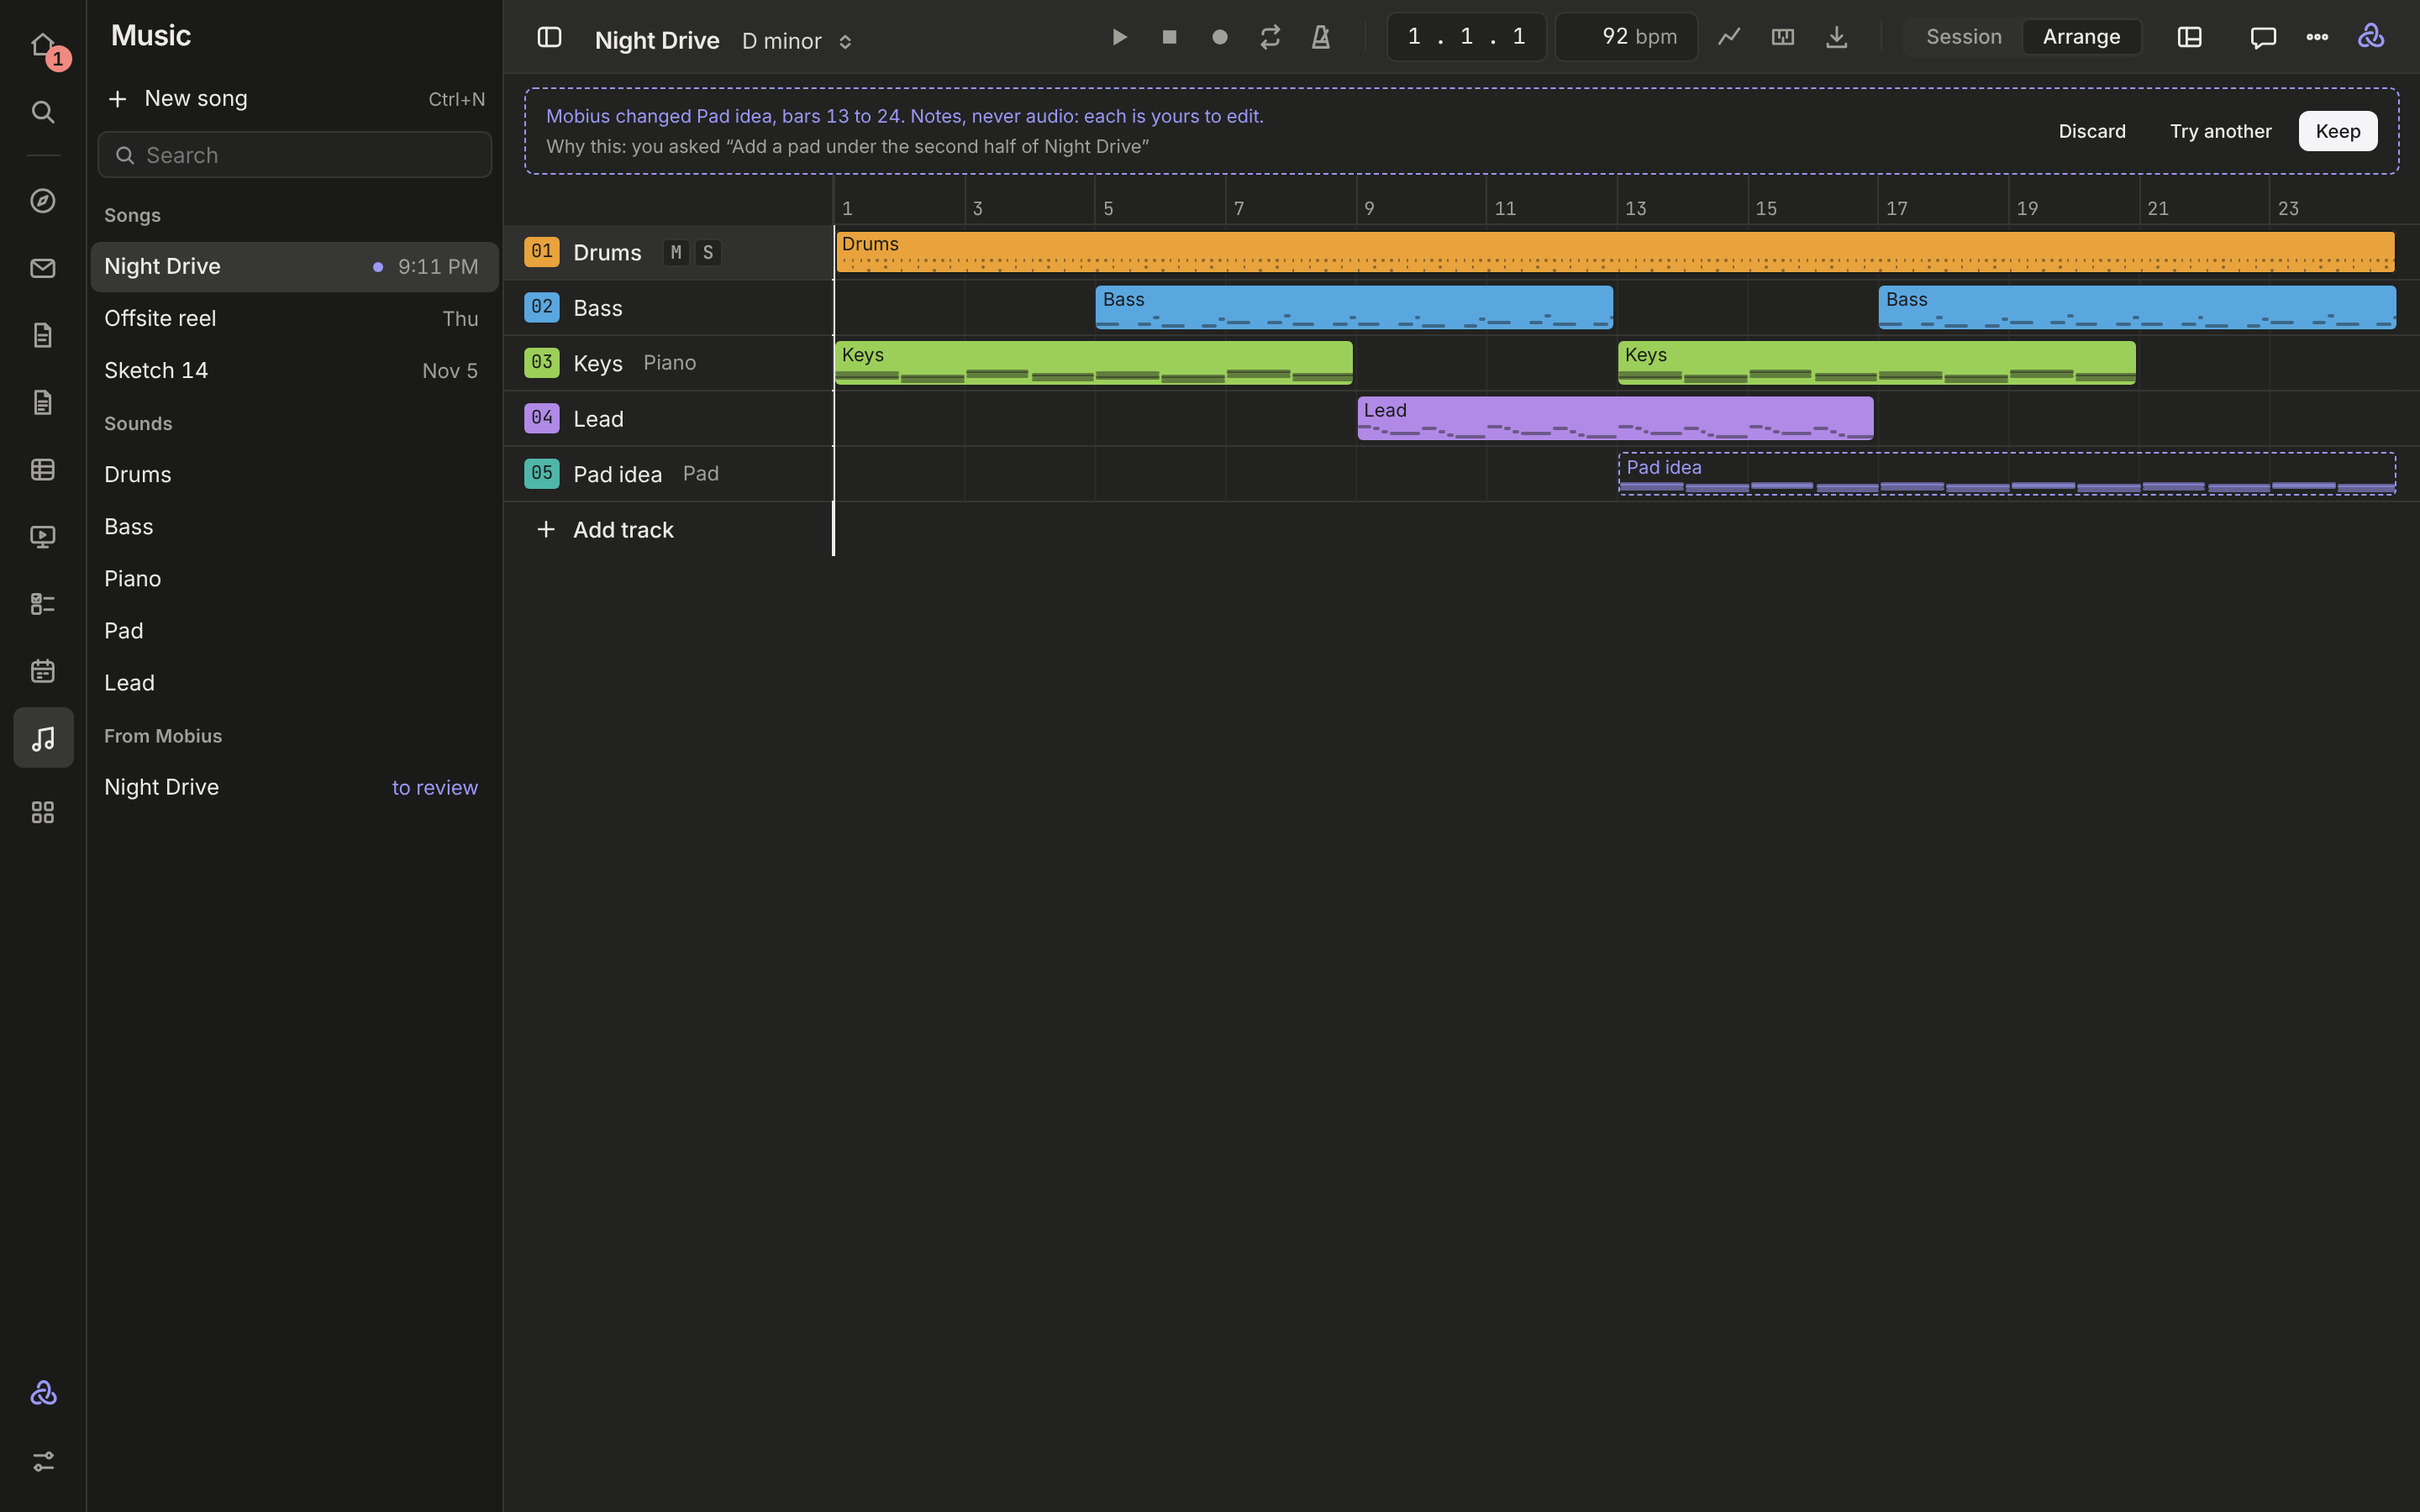 1
Music
New song Ctrl+N
Search
Songs
Night Drive 9:11 PM
Offsite reel Thu
Sketch 14 Nov 5
Sounds
Drums
Bass
Piano
Pad
Lead
From Mobius
Night Drive to review
Night Drive D minor
1 . 1 . 1 92 bpm Session Arrange
Mobius changed Pad idea, bars 13 to 24. Notes, never audio: each is yours to edit.
Why this: you asked “Add a pad under the second half of Night Drive”
Discard Try another Keep
1 3 5 7 9 11 13 15 17 19 21 23
01 Drums M S Drums
02 Bass Bass Bass
03 Keys Piano Keys Keys
04 Lead Lead
05 Pad idea Pad Pad idea
Add track